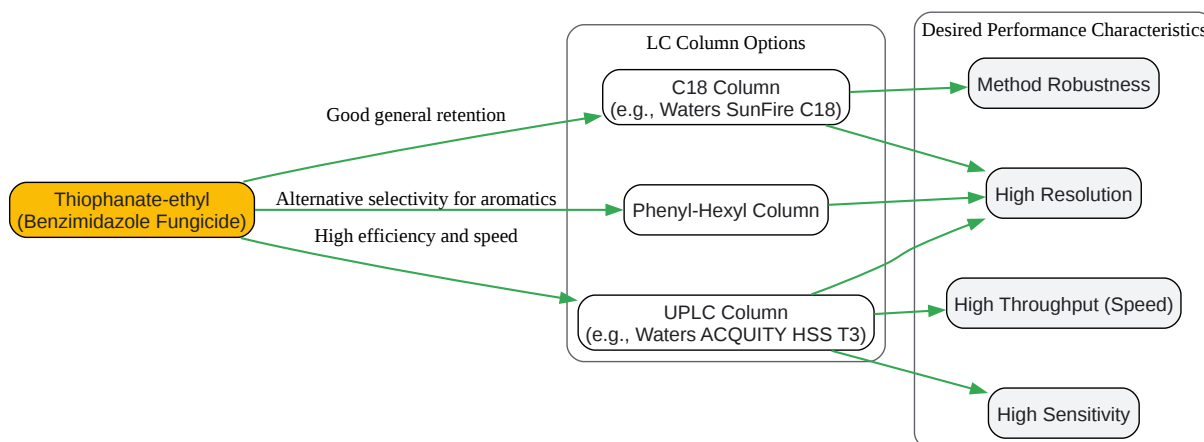 Desired Performance Characteristics
LC Column Options
C18 Column
(e.g., Waters SunFire C18)
Method Robustness
Good general retention
Thiophanate-ethyl
(Benzimidazole Fungicide)
Alternative selectivity for aromatics
Phenyl-Hexyl Column
High Resolution
High efficiency and speed
UPLC Column
(e.g., Waters ACQUITY HSS T3)
High Throughput (Speed)
High Sensitivity